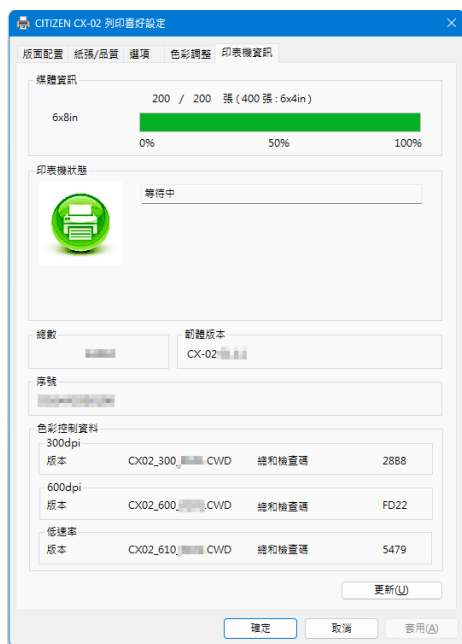 CITIZEN CX-02 列印喜好設定
版面配置 紙張/品質 選項 色彩調整 印表機資訊
媒體資訊
200 / 200 張 ( 400 張 : 6x4in )
6x8in
0% 50% 100%
印表機狀態
等待中
總數 韌體版本
CX-02
序號
色彩控制資料
300dpi
版本 CX02_300_ .CWD 總和檢查碼 28B8
600dpi
版本 CX02_600_ .CWD 總和檢查碼 FD22
低速率
版本 CX02_610_ .CWD 總和檢查碼 5479
更新(U)
確定 取消 套用(A)